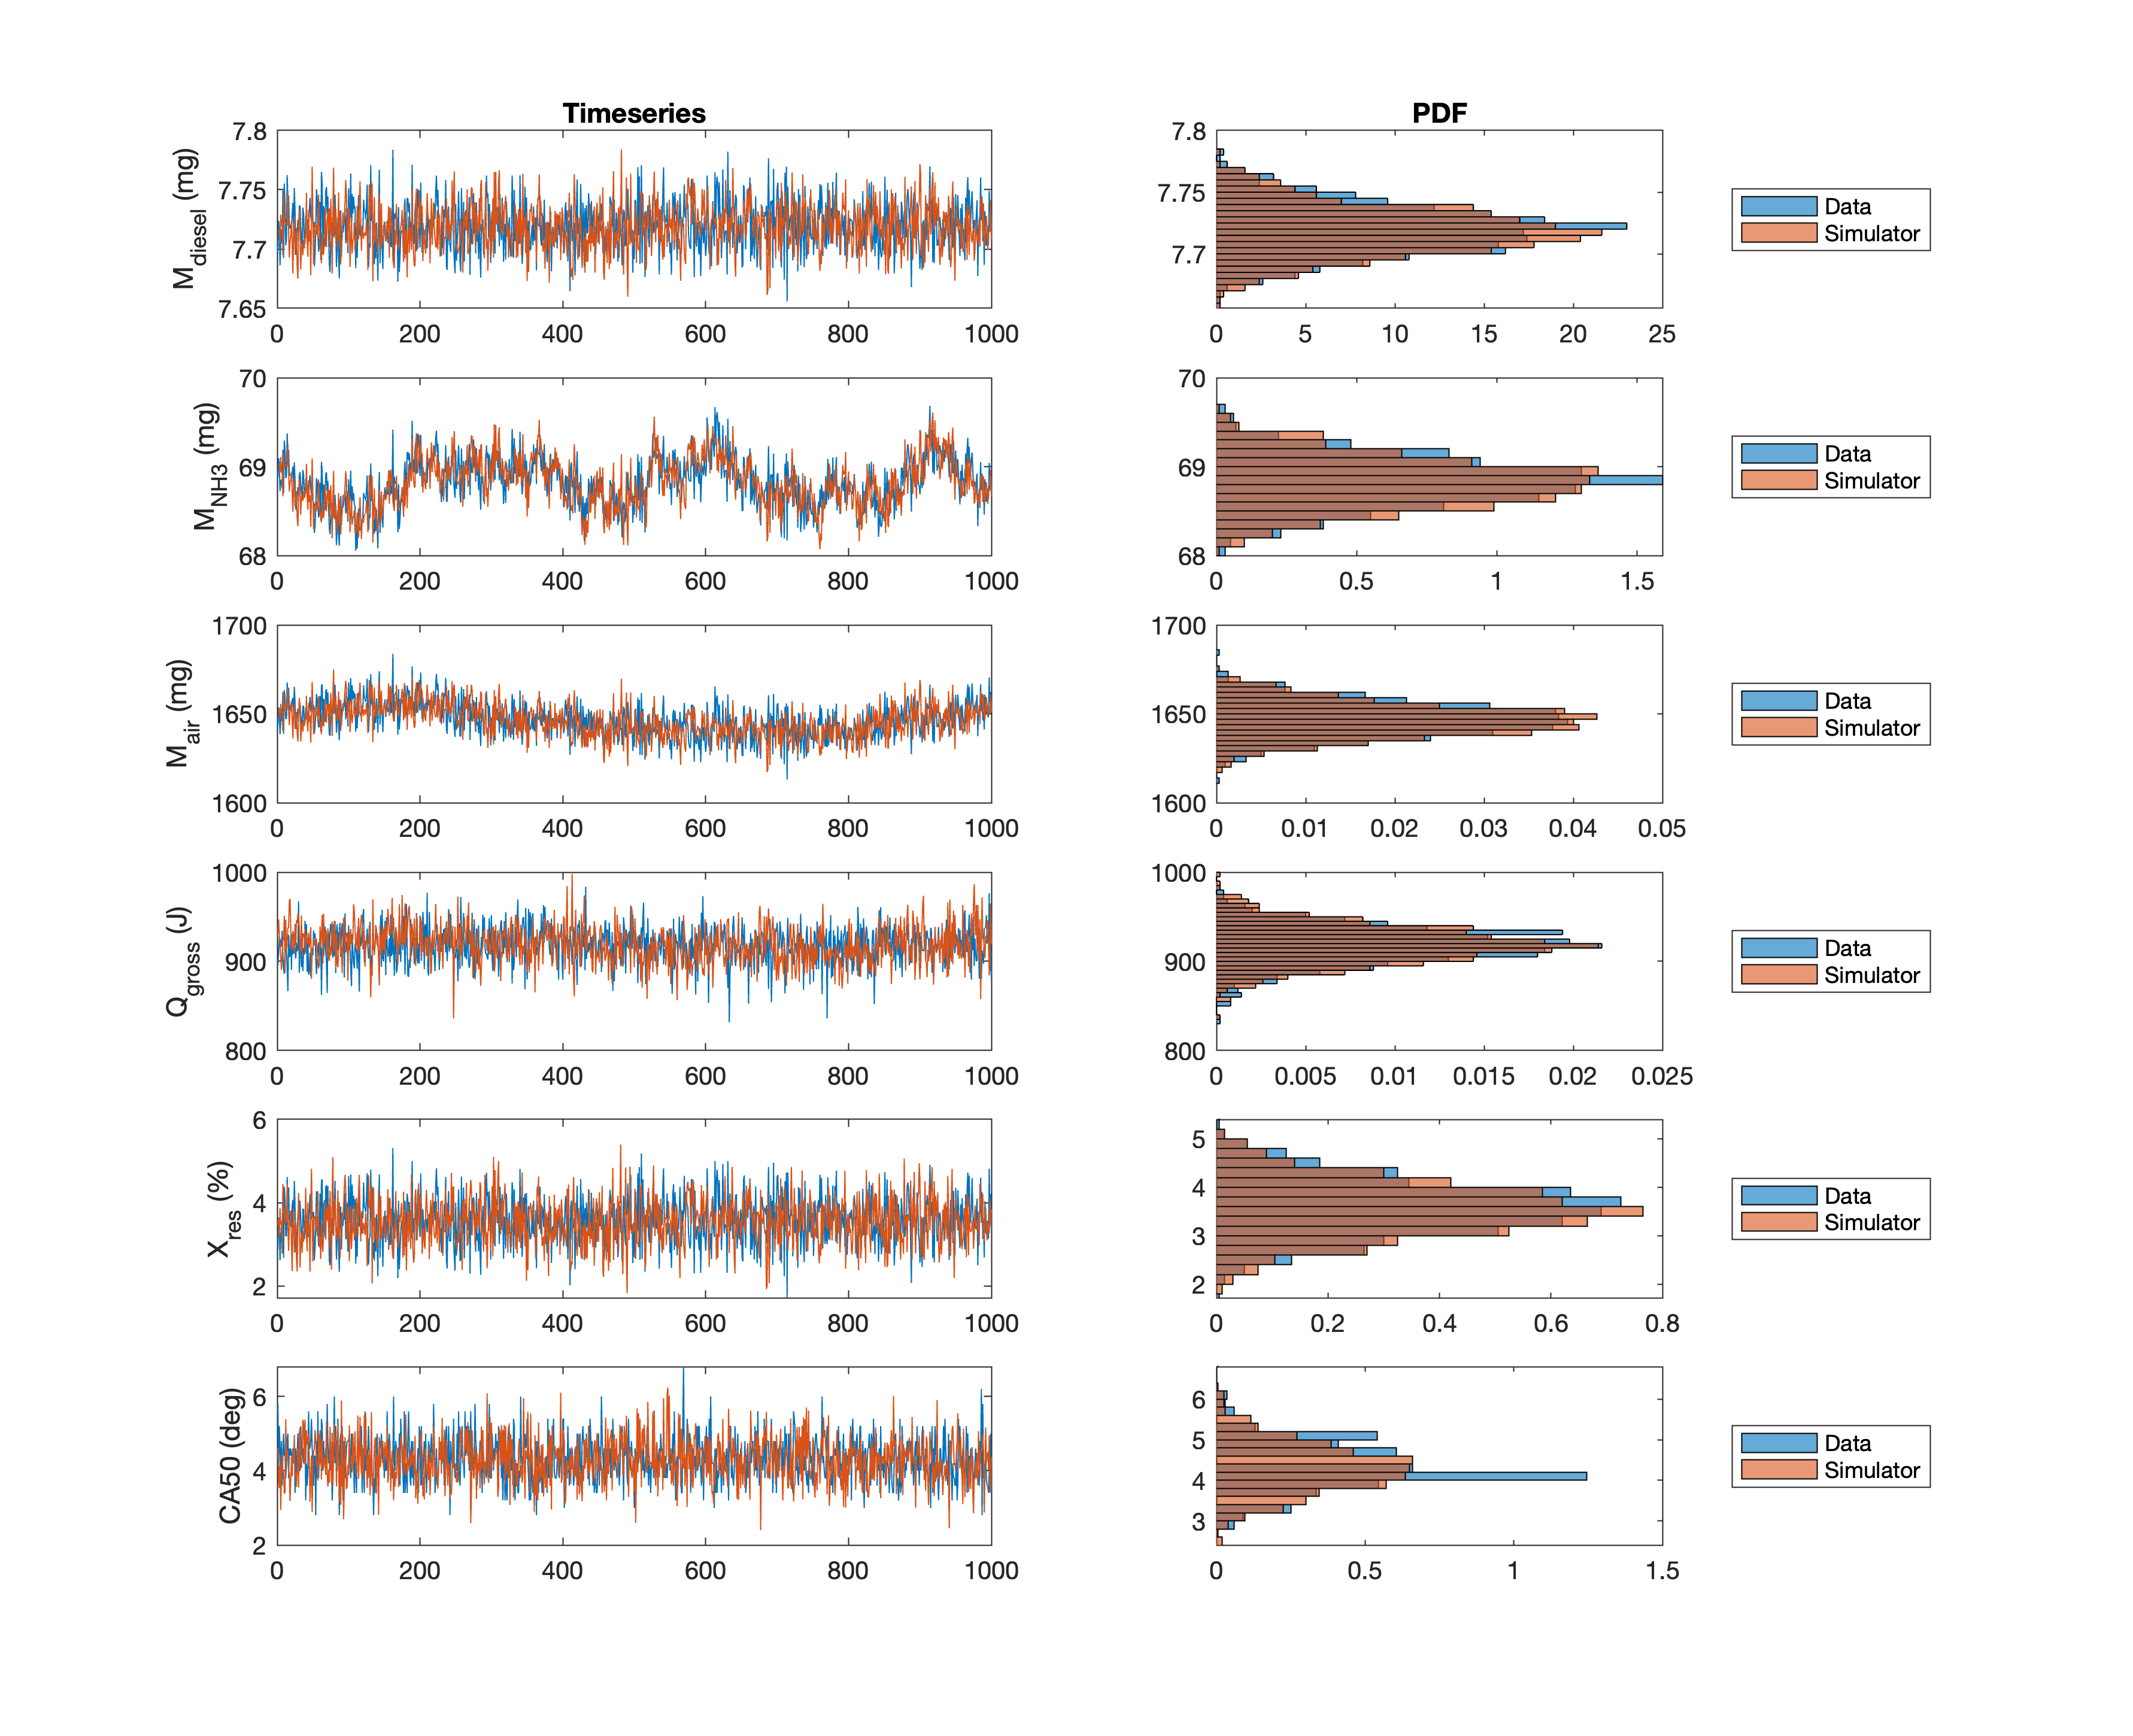 Timeseries
PDF
M_diesel (mg)
7.8
7.75
7.7
7.65
0 200 400 600 800 1000
7.8
7.75
7.7
0 5 10 15 20 25
Data
Simulator
M_NH3 (mg)
70
69
68
0 200 400 600 800 1000
70
69
68
0 0.5 1 1.5
Data
Simulator
M_air (mg)
1700
1650
1600
0 200 400 600 800 1000
1700
1650
1600
0 0.01 0.02 0.03 0.04 0.05
Data
Simulator
Q_gross (J)
1000
900
800
0 200 400 600 800 1000
1000
900
800
0 0.005 0.01 0.015 0.02 0.025
Data
Simulator
X_res (%)
6
4
2
0 200 400 600 800 1000
5
4
3
2
0 0.2 0.4 0.6 0.8
Data
Simulator
CA50 (deg)
6
4
2
0 200 400 600 800 1000
6
5
4
3
0 0.5 1 1.5
Data
Simulator